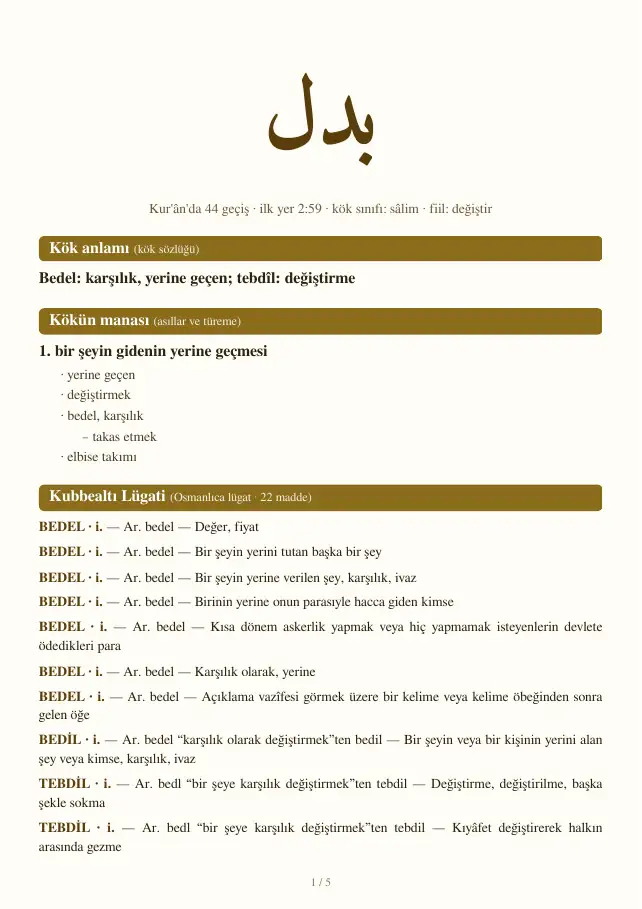 بدل
Kur'ân'da 44 geçiş · ilk yer 2:59 · kök sınıfı: sâlim · fiil: değiştir
Kök anlamı (kök sözlüğü)
Bedel: karşılık, yerine geçen; tebdîl: değiştirme
Kökün manası (asıllar ve türeme)
1. bir şeyin gidenin yerine geçmesi
· yerine geçen
· değiştirmek
· bedel, karşılık
– takas etmek
· elbise takımı
Kubbealtı Lügati (Osmanlıca lügat · 22 madde)
BEDEL · i. — Ar. bedel — Değer, fiyat
BEDEL · i. — Ar. bedel — Bir şeyin yerini tutan başka bir şey
BEDEL · i. — Ar. bedel — Bir şeyin yerine verilen şey, karşılık, ivaz
BEDEL · i. — Ar. bedel — Birinin yerine onun parasıyle hacca giden kimse
BEDEL · i. — Ar. bedel — Kısa dönem askerlik yapmak veya hiç yapmamak isteyenlerin devlete
ödedikleri para
BEDEL · i. — Ar. bedel — Karşılık olarak, yerine
BEDEL · i. — Ar. bedel — Açıklama vazîfesi görmek üzere bir kelime veya kelime öbeğinden sonra
gelen öğe
BEDİL · i. — Ar. bedel “karşılık olarak değiştirmek”ten bedil — Bir şeyin veya bir kişinin yerini alan
şey veya kimse, karşılık, ivaz
TEBDİL · i. — Ar. bedl “bir şeye karşılık değiştirmek”ten tebdil — Değiştirme, değiştirilme, başka
şekle sokma
TEBDİL · i. — Ar. bedl “bir şeye karşılık değiştirmek”ten tebdil — Kıyâfet değiştirerek halkın
arasında gezme
1 / 5